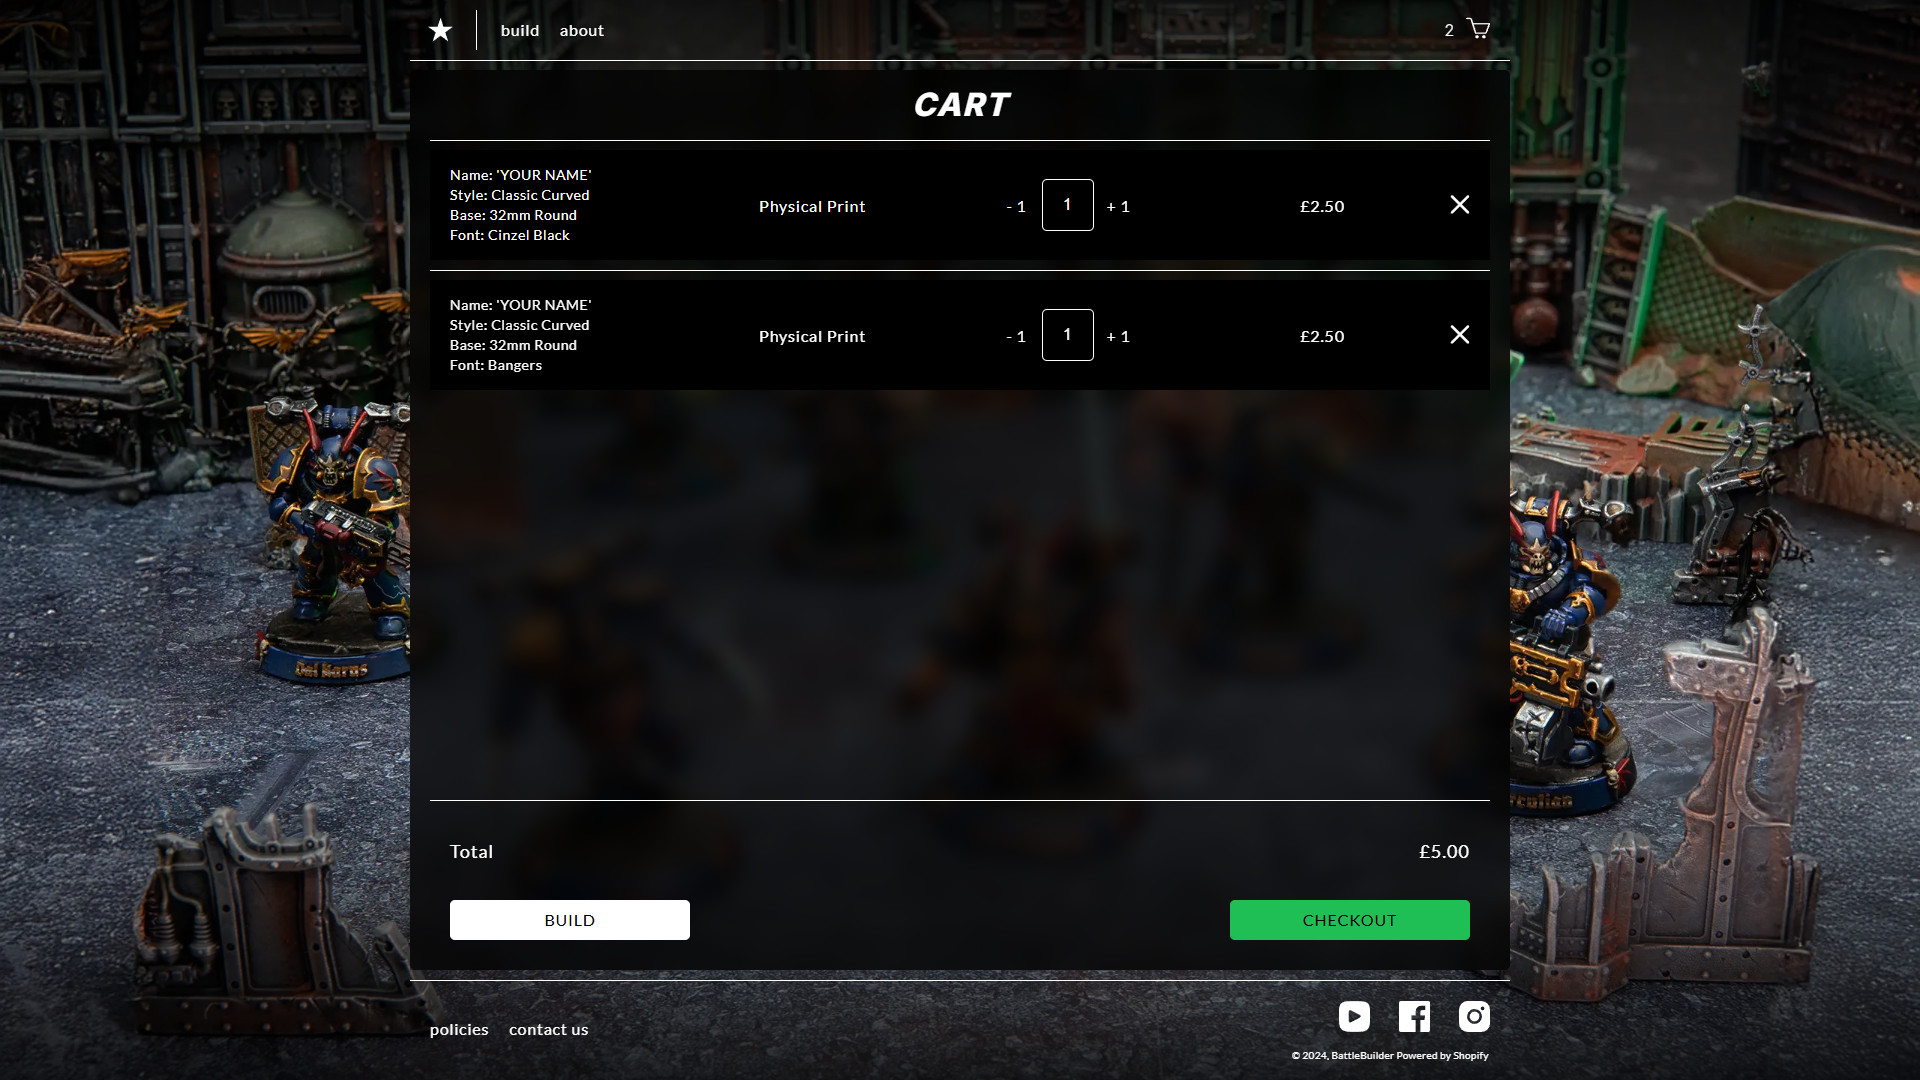 build about 2
CART
Name: 'YOUR NAME'
Style: Classic Curved
Base: 32mm Round
Font: Cinzel Black
Physical Print
- 1 1 + 1
£2.50
Name: 'YOUR NAME'
Style: Classic Curved
Base: 32mm Round
Font: Bangers
Physical Print
- 1 1 + 1
£2.50
Total £5.00
BUILD CHECKOUT
policies contact us
© 2024, BattleBuilder Powered by Shopify